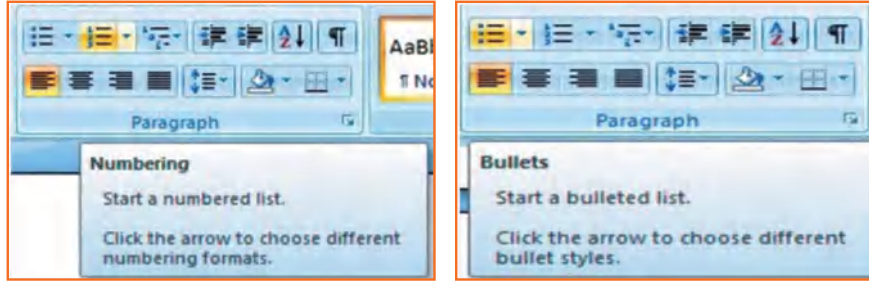 AaBl
¶ No
Paragraph
Numbering
Start a numbered list.
Click the arrow to choose different
numbering formats.
Paragraph
Bullets
Start a bulleted list.
Click the arrow to choose different
bullet styles.